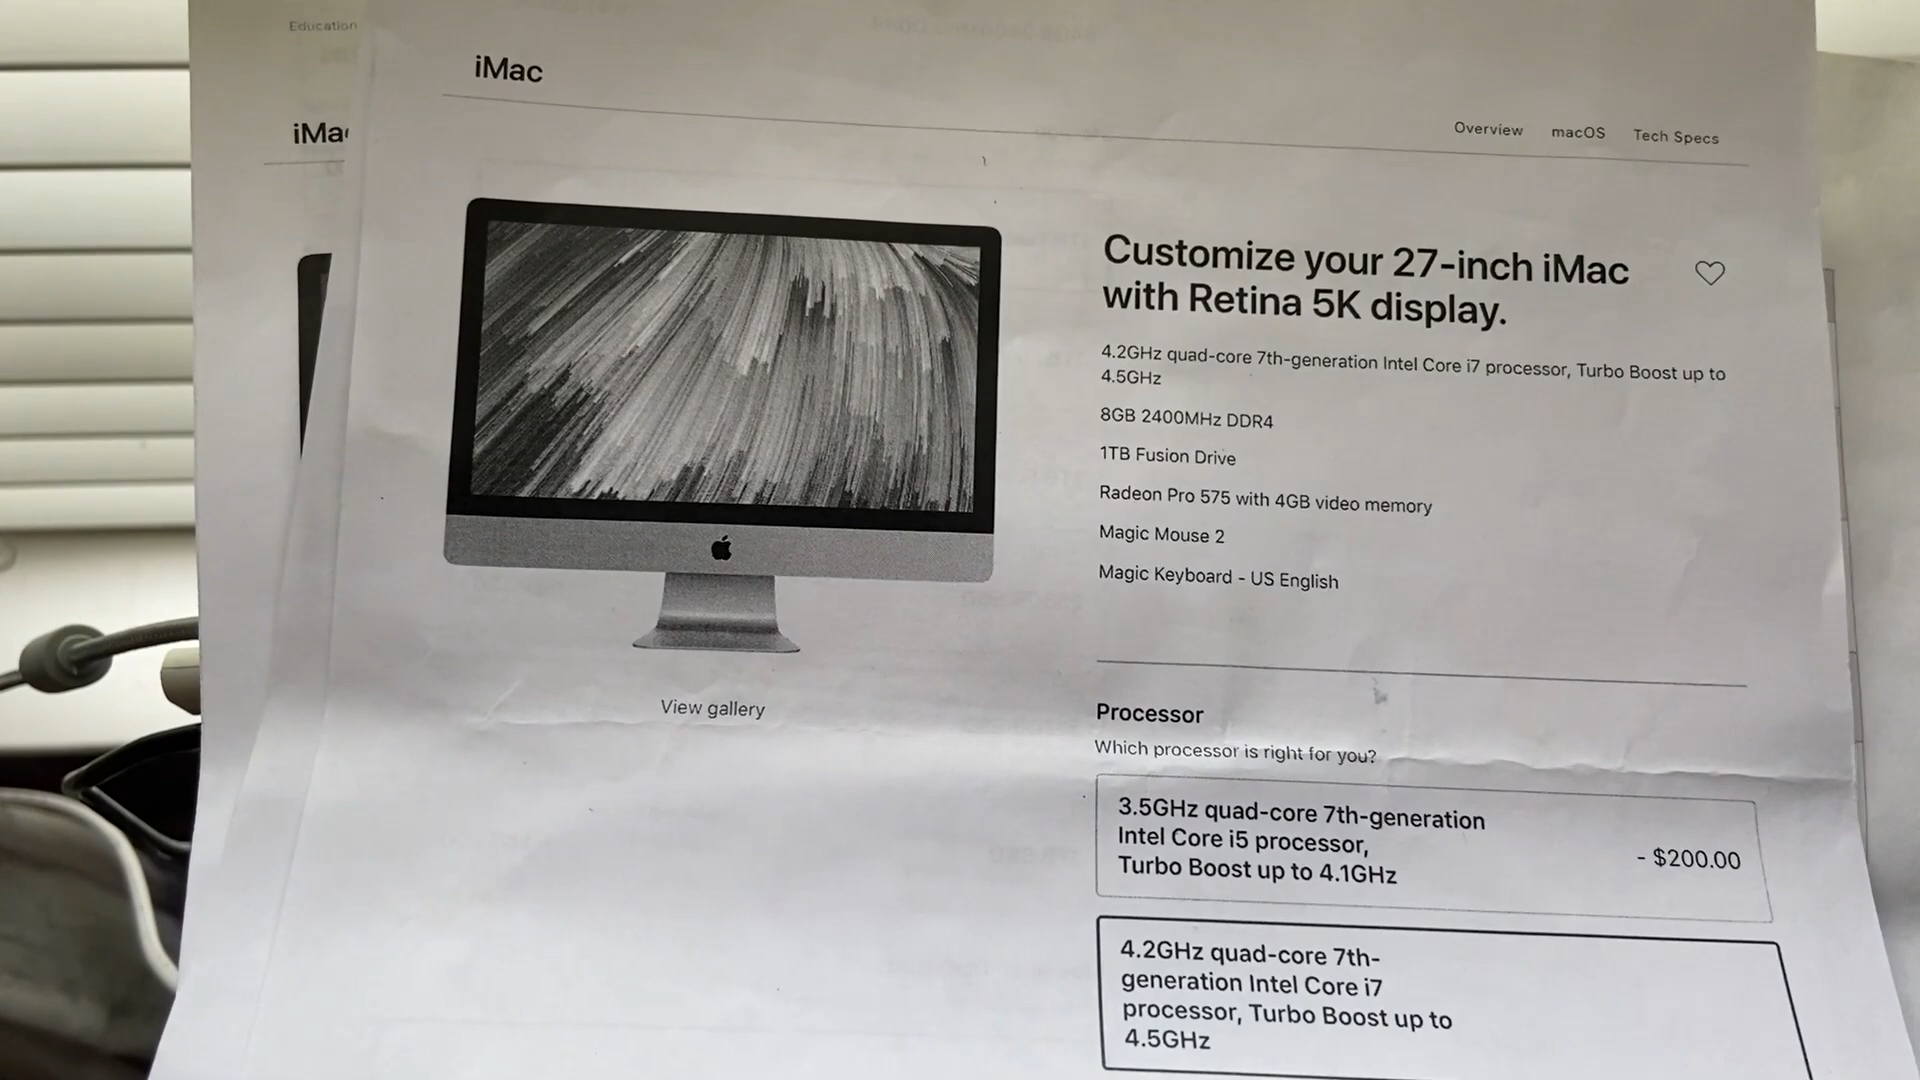 Education
iMac
iMac
Overview macOS Tech Specs
Customize your 27-inch iMac
with Retina 5K display.
4.2GHz quad-core 7th-generation Intel Core i7 processor, Turbo Boost up to
4.5GHz
8GB 2400MHz DDR4
1TB Fusion Drive
Radeon Pro 575 with 4GB video memory
Magic Mouse 2
Magic Keyboard - US English
View gallery
Processor
Which processor is right for you?
3.5GHz quad-core 7th-generation
Intel Core i5 processor,
Turbo Boost up to 4.1GHz
- $200.00
4.2GHz quad-core 7th-
generation Intel Core i7
processor, Turbo Boost up to
4.5GHz